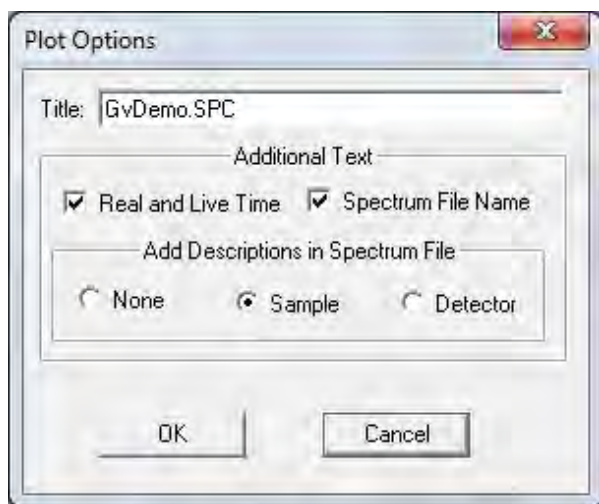 Plot Options
Title: GvDemo.SPC
Additional Text
Real and Live Time Spectrum File Name
Add Descriptions in Spectrum File
None Sample Detector
OK Cancel